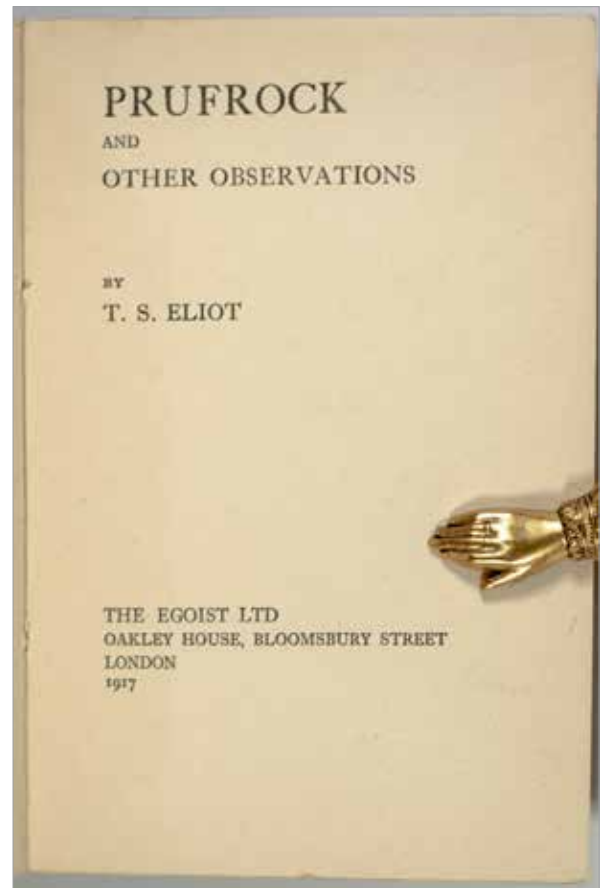 PRUFROCK
AND
OTHER OBSERVATIONS
BY
T. S. ELIOT
THE EGOIST LTD
OAKLEY HOUSE, BLOOMSBURY STREET
LONDON
1917